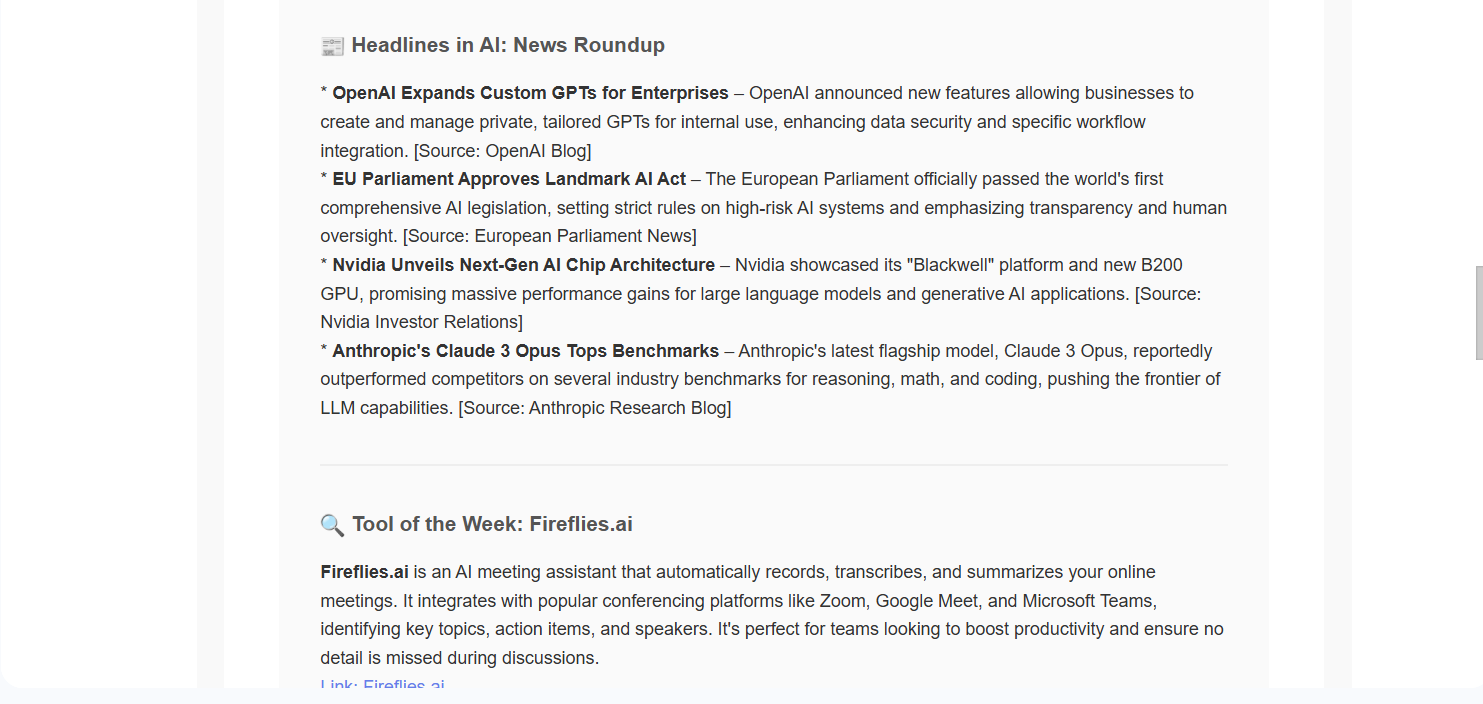 📰 Headlines in AI: News Roundup
* OpenAI Expands Custom GPTs for Enterprises – OpenAI announced new features allowing businesses to
create and manage private, tailored GPTs for internal use, enhancing data security and specific workflow
integration. [Source: OpenAI Blog]
* EU Parliament Approves Landmark AI Act – The European Parliament officially passed the world's first
comprehensive AI legislation, setting strict rules on high-risk AI systems and emphasizing transparency and human
oversight. [Source: European Parliament News]
* Nvidia Unveils Next-Gen AI Chip Architecture – Nvidia showcased its "Blackwell" platform and new B200
GPU, promising massive performance gains for large language models and generative AI applications. [Source:
Nvidia Investor Relations]
* Anthropic's Claude 3 Opus Tops Benchmarks – Anthropic's latest flagship model, Claude 3 Opus, reportedly
outperformed competitors on several industry benchmarks for reasoning, math, and coding, pushing the frontier of
LLM capabilities. [Source: Anthropic Research Blog]
🔍 Tool of the Week: Fireflies.ai
Fireflies.ai is an AI meeting assistant that automatically records, transcribes, and summarizes your online
meetings. It integrates with popular conferencing platforms like Zoom, Google Meet, and Microsoft Teams,
identifying key topics, action items, and speakers. It's perfect for teams looking to boost productivity and ensure no
detail is missed during discussions.
Link: Fireflies.ai